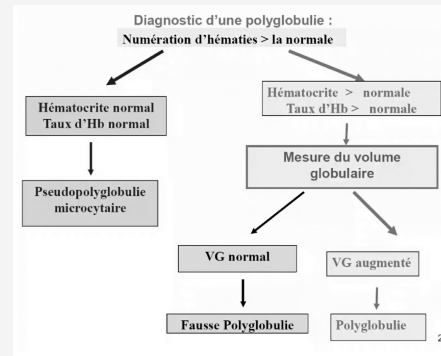 Diagnostic d'une polyglobulie :
Numération d'hématies > la normale
Hématocrite normal
Taux d'Hb normal
Hématocrite > normale
Taux d'Hb > normale
Mesure du volume
globulaire
Pseudopolyglobulie
microcytaire
VG normal
VG augmenté
Fausse Polyglobulie
Polyglobulie
2